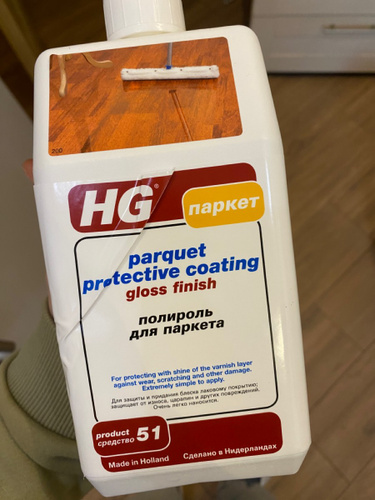 HG®
паркет
parquet
protective coating
gloss finish
полироль
для паркета
For protecting with shine of the varnish layer
against wear, scratching and other damage.
Extremely simple to apply.
Для защиты и придания блеска лаковому покрытию;
защищает от износа, царапин и других повреждений.
Очень легко наносится.
product
средство 51
Made in Holland
Сделано в Нидерландах